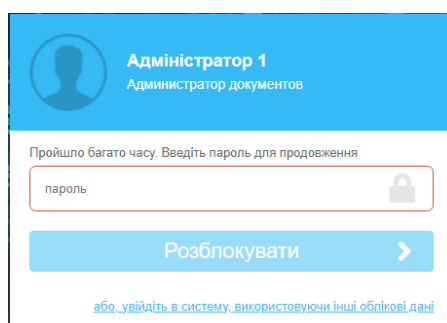 Адміністратор 1
Администратор документов
Пройшло багато часу. Введіть пароль для продовження
пароль
Розблокувати
або, увійдіть в систему, використовуючи інші облікові дані